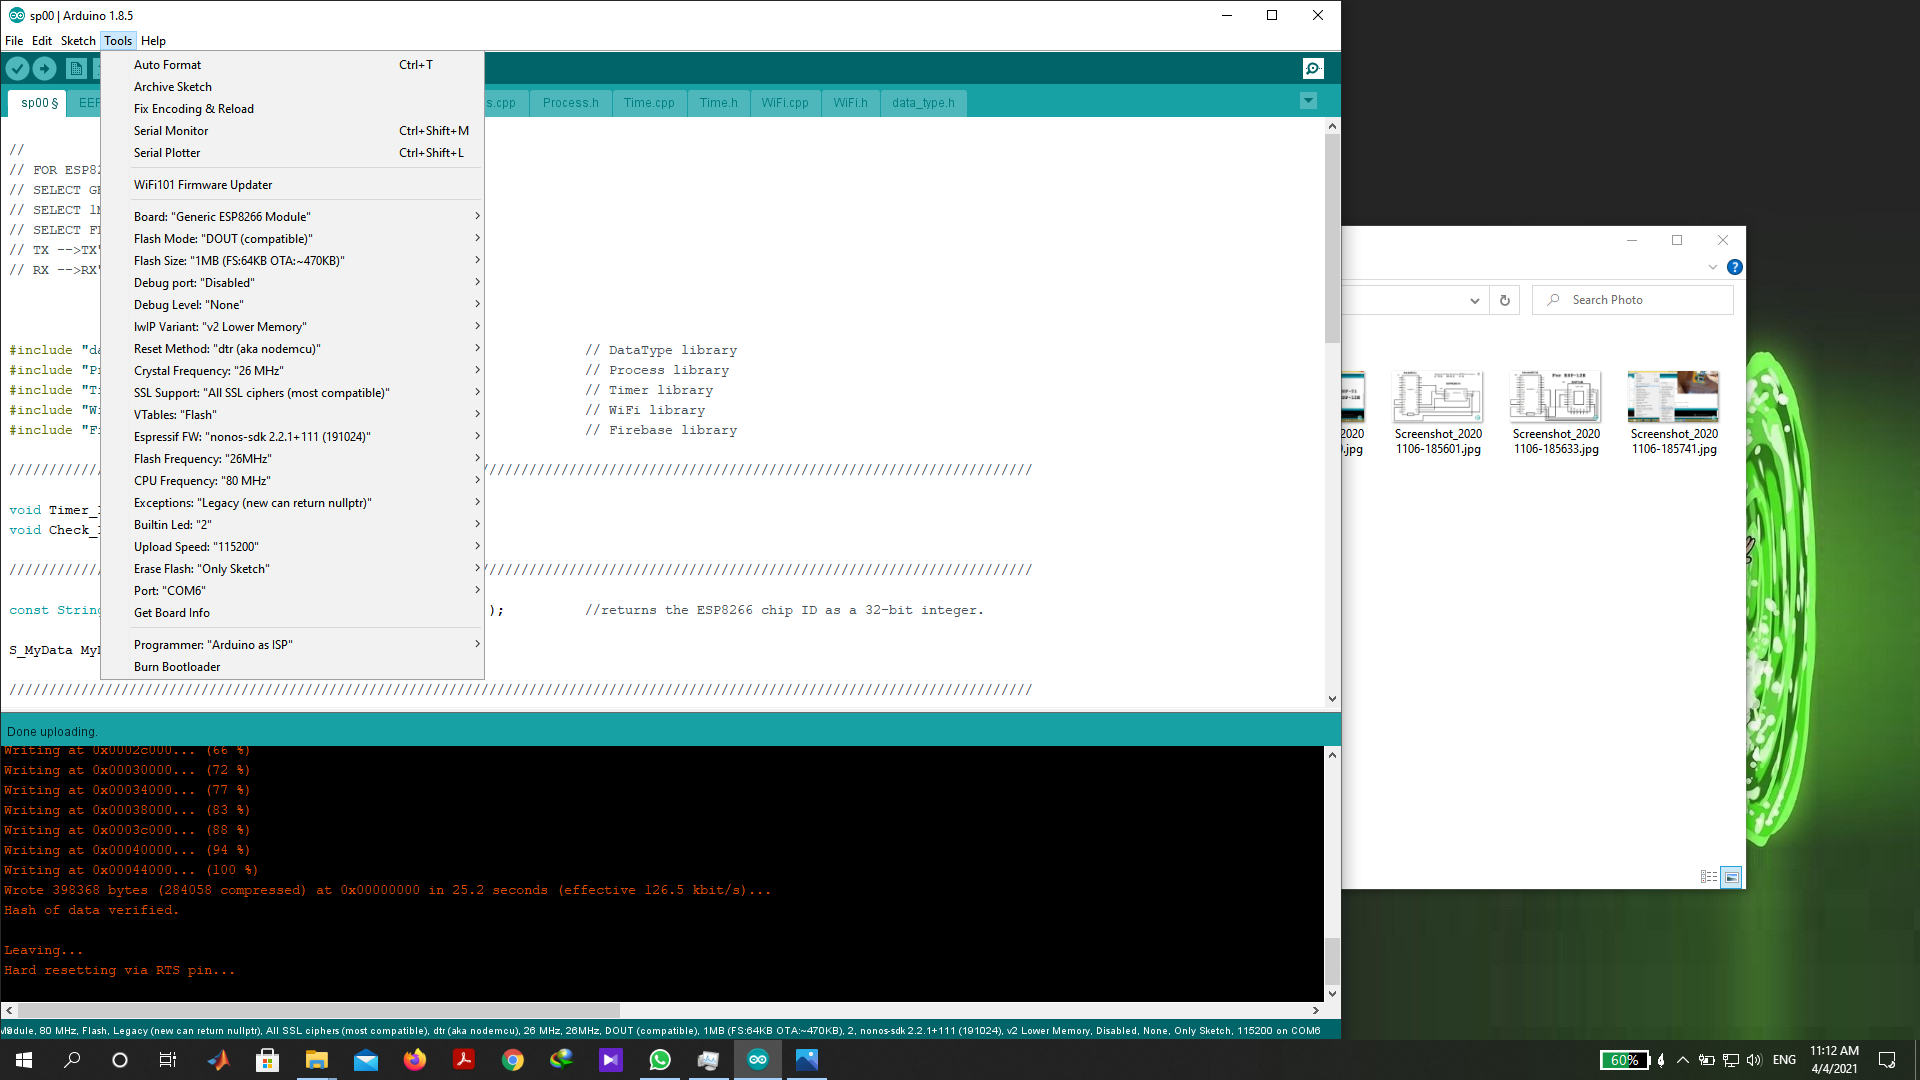 sp00 | Arduino 1.8.5
File Edit Sketch Tools Help
sp00 § EEF s.cpp Process.h Time.cpp Time.h WiFi.cpp WiFi.h data_type.h
Auto Format Ctrl+T
Archive Sketch
Fix Encoding & Reload
Serial Monitor Ctrl+Shift+M
Serial Plotter Ctrl+Shift+L
WiFi101 Firmware Updater
Board: "Generic ESP8266 Module"
Flash Mode: "DOUT (compatible)"
Flash Size: "1MB (FS:64KB OTA:~470KB)"
Debug port: "Disabled"
Debug Level: "None"
lwIP Variant: "v2 Lower Memory"
Reset Method: "dtr (aka nodemcu)"
Crystal Frequency: "26 MHz"
SSL Support: "All SSL ciphers (most compatible)"
VTables: "Flash"
Espressif FW: "nonos-sdk 2.2.1+111 (191024)"
Flash Frequency: "26MHz"
CPU Frequency: "80 MHz"
Exceptions: "Legacy (new can return nullptr)"
Builtin Led: "2"
Upload Speed: "115200"
Erase Flash: "Only Sketch"
Port: "COM6"
Get Board Info
Programmer: "Arduino as ISP"
Burn Bootloader
//
// FOR ESP82
// SELECT GE
// SELECT 1M
// SELECT Fl
// TX -->TX
// RX -->RX
#include "da // DataType library
#include "Pr // Process library
#include "Ti // Timer library
#include "Wi // WiFi library
#include "Fi // Firebase library
void Timer_I
void Check_I
const String ); //returns the ESP8266 chip ID as a 32-bit integer.
S_MyData MyD
Done uploading.
Writing at 0x0002c000... (66 %)
Writing at 0x00030000... (72 %)
Writing at 0x00034000... (77 %)
Writing at 0x00038000... (83 %)
Writing at 0x0003c000... (88 %)
Writing at 0x00040000... (94 %)
Writing at 0x00044000... (100 %)
Wrote 398368 bytes (284058 compressed) at 0x00000000 in 25.2 seconds (effective 126.5 kbit/s)...
Hash of data verified.
Leaving...
Hard resetting via RTS pin...
Module, 80 MHz, Flash, Legacy (new can return nullptr), All SSL ciphers (most compatible), dtr (aka nodemcu), 26 MHz, 26MHz, DOUT (compatible), 1MB (FS:64KB OTA:~470KB), 2, nonos-sdk 2.2.1+111 (191024), v2 Lower Memory, Disabled, None, Only Sketch, 115200 on COM6
Search Photo
2020 Screenshot_2020 Screenshot_2020 Screenshot_2020
).jpg 1106-185601.jpg 1106-185633.jpg 1106-185741.jpg
60% ENG 11:12 AM
4/4/2021